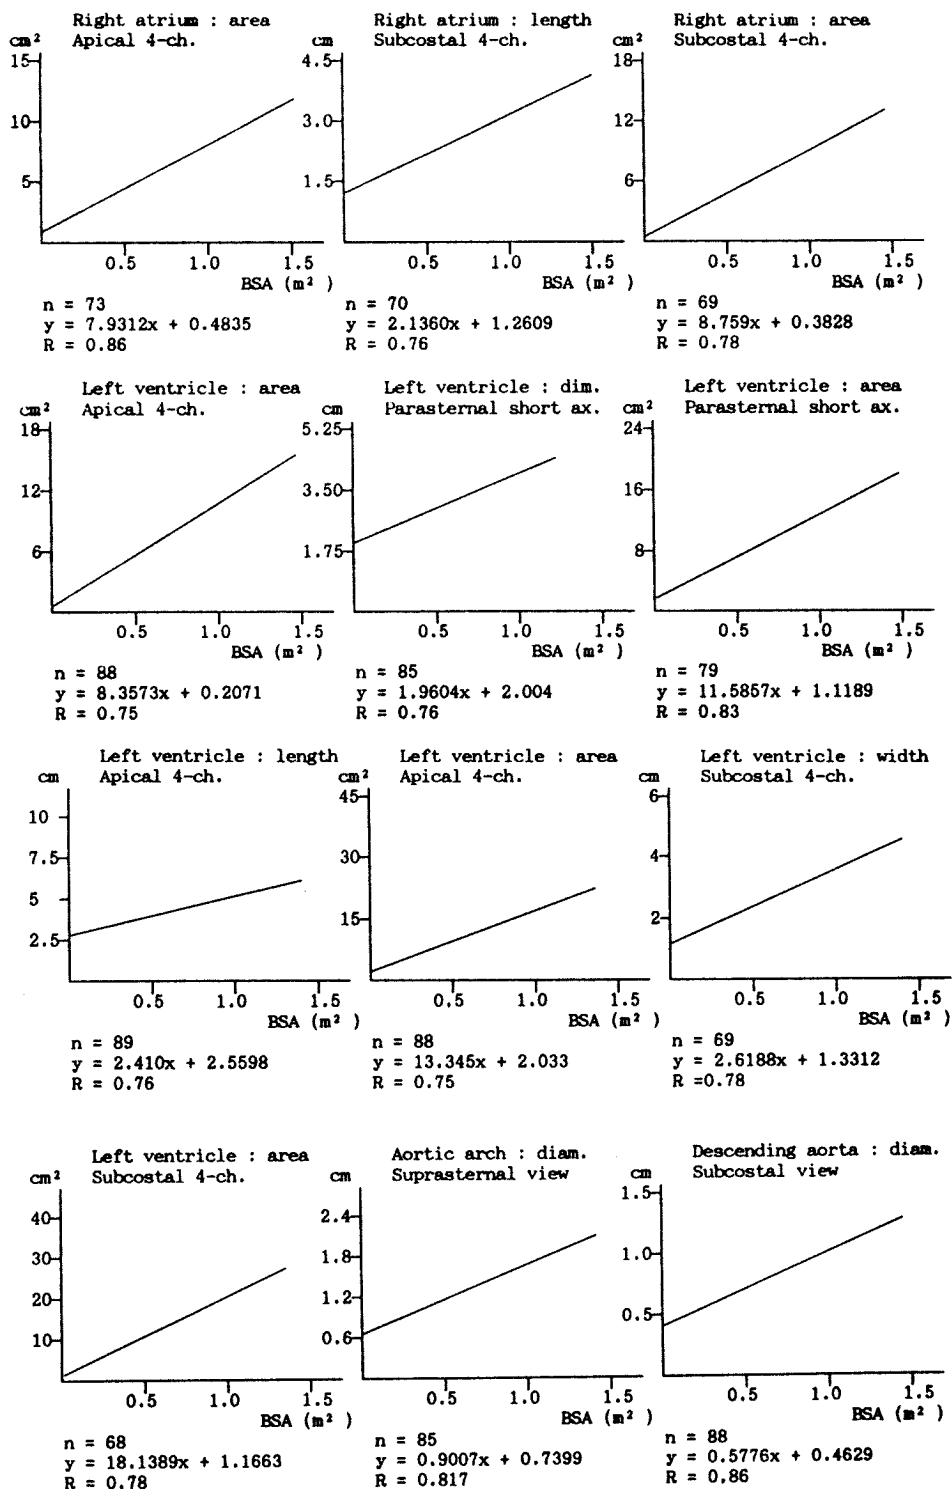 Right atrium : area
cm² Apical 4-ch.
15
10
5
0.5 1.0 1.5
BSA (m² )
n = 73
y = 7.9312x + 0.4835
R = 0.86
Right atrium : length
cm Subcostal 4-ch.
4.5
3.0
1.5
0.5 1.0 1.5
BSA (m² )
n = 70
y = 2.1360x + 1.2609
R = 0.76
Right atrium : area
cm² Subcostal 4-ch.
18
12
6
0.5 1.0 1.5
BSA (m² )
n = 69
y = 8.759x + 0.3828
R = 0.78
Left ventricle : area
cm² Apical 4-ch.
18
12
6
0.5 1.0 1.5
BSA (m² )
n = 88
y = 8.3573x + 0.2071
R = 0.75
Left ventricle : dim.
cm Parasternal short ax.
5.25
3.50
1.75
0.5 1.0 1.5
BSA (m² )
n = 85
y = 1.9604x + 2.004
R = 0.76
Left ventricle : area
cm² Parasternal short ax.
24
16
8
0.5 1.0 1.5
BSA (m² )
n = 79
y = 11.5857x + 1.1189
R = 0.83
Left ventricle : length
cm Apical 4-ch.
10
7.5
5
2.5
0.5 1.0 1.5
BSA (m² )
n = 89
y = 2.410x + 2.5598
R = 0.76
Left ventricle : area
cm² Apical 4-ch.
45
30
15
0.5 1.0 1.5
BSA (m² )
n = 88
y = 13.345x + 2.033
R = 0.75
Left ventricle : width
cm Subcostal 4-ch.
6
4
2
0.5 1.0 1.5
BSA (m² )
n = 69
y = 2.6188x + 1.3312
R =0.78
Left ventricle : area
cm² Subcostal 4-ch.
40
30
20
10
0.5 1.0 1.5
BSA (m² )
n = 68
y = 18.1389x + 1.1663
R = 0.78
Aortic arch : diam.
cm Suprasternal view
2.4
1.8
1.2
0.6
0.5 1.0 1.5
BSA (m² )
n = 85
y = 0.9007x + 0.7399
R = 0.817
Descending aorta : diam.
cm Subcostal view
1.5
1.0
0.5
0.5 1.0 1.5
BSA (m² )
n = 88
y = 0.5776x + 0.4629
R = 0.86